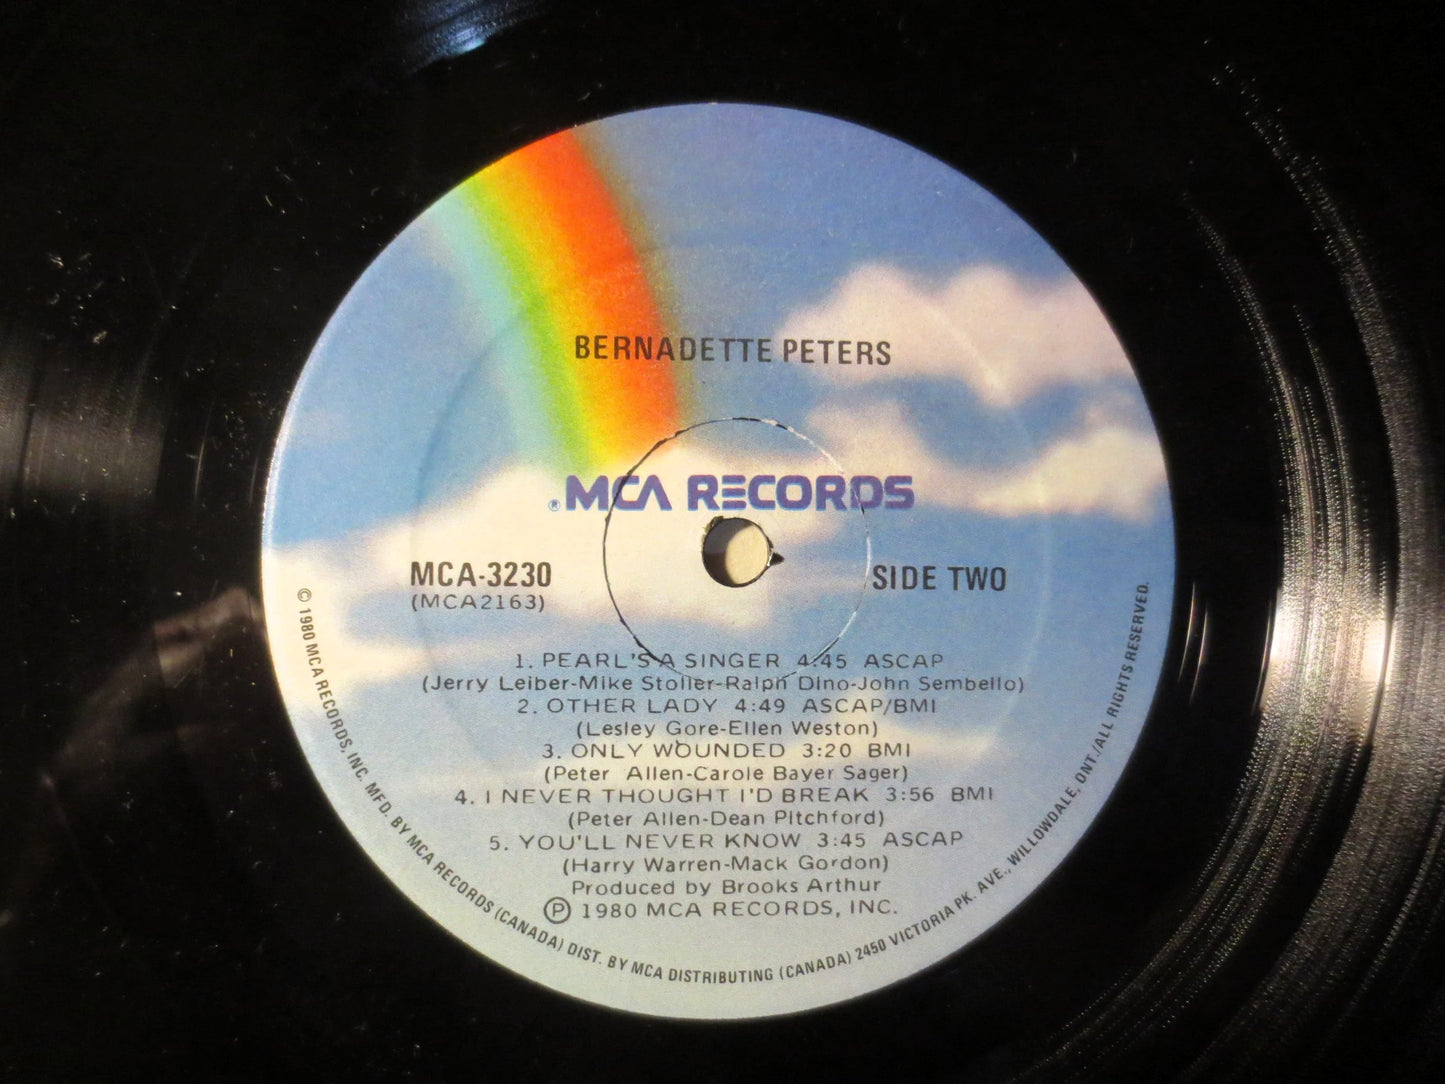 BERNADETTE PETERS
® MCA RECORDS
MCA-3230
(MCA2163)
SIDE TWO
1. PEARL'S A SINGER 4:45 ASCAP
(Jerry Leiber-Mike Stoller-Ralph Dino-John Sembello)
2. OTHER LADY 4:49 ASCAP/BMI
(Lesley Gore-Ellen Weston)
3. ONLY WOUNDED 3:20 BMI
(Peter Allen-Carole Bayer Sager)
4. I NEVER THOUGHT I'D BREAK 3:56 BMI
(Peter Allen-Dean Pitchford)
5. YOU'LL NEVER KNOW 3:45 ASCAP
(Harry Warren-Mack Gordon)
Produced by Brooks Arthur
Ⓟ 1980 MCA RECORDS, INC.
© 1980 MCA RECORDS, INC. MFD. BY MCA RECORDS (CANADA) DIST. BY MCA DISTRIBUTING (CANADA) 2450 VICTORIA PK. AVE., WILLOWDALE, ONT./ALL RIGHTS RESERVED.